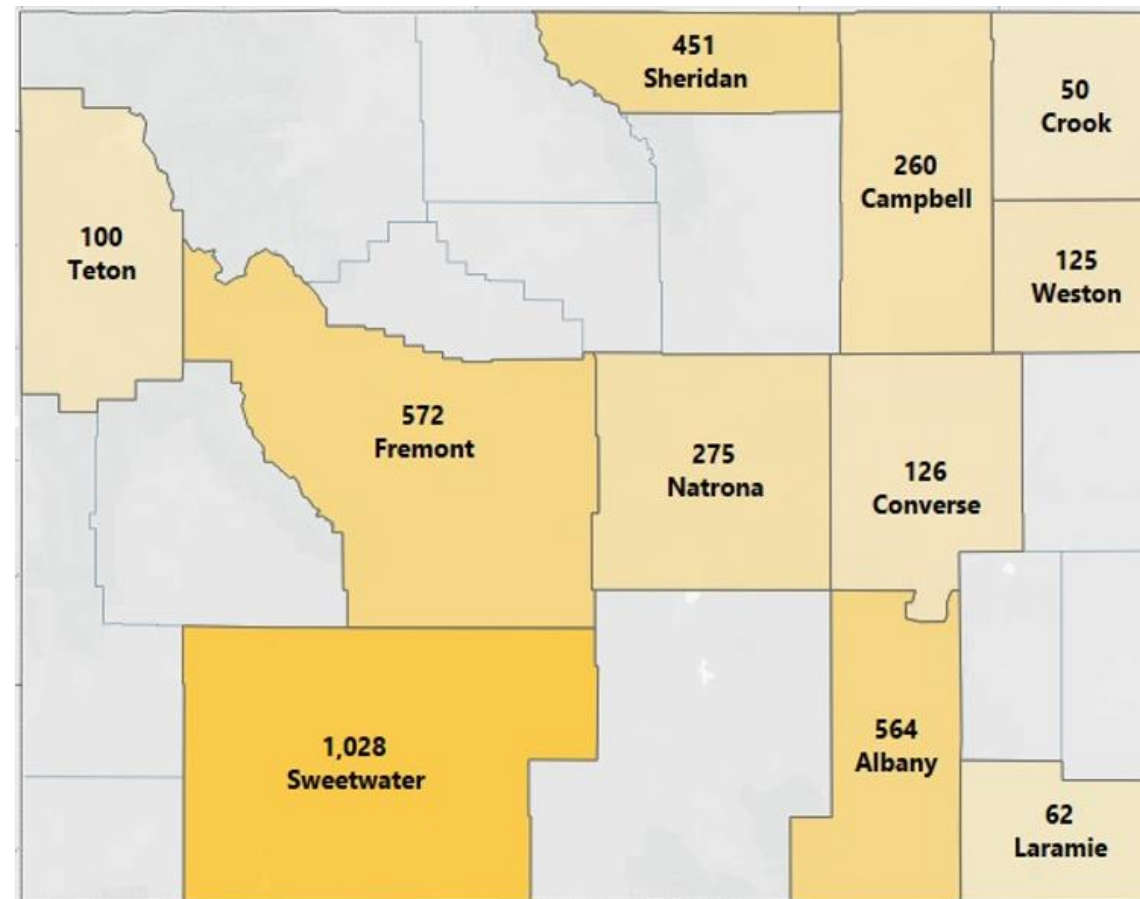 451
Sheridan
50
Crook
260
Campbell
100
Teton
125
Weston
572
Fremont
275
Natrona
126
Converse
1,028
Sweetwater
564
Albany
62
Laramie